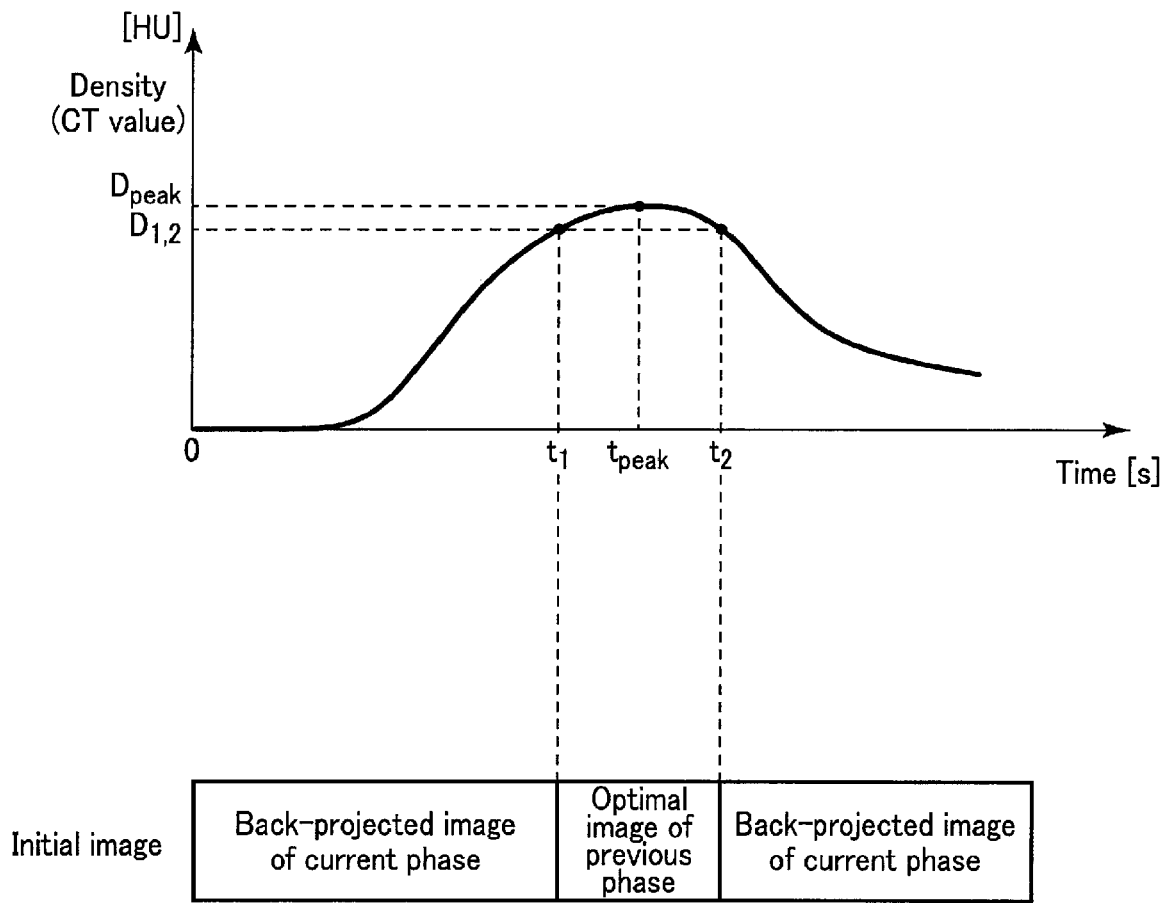 [HU]
Density
(CT value)
D_peak
D_1,2
0
t_1
t_peak
t_2
Time [s]
Initial image
Back-projected image
of current phase
Optimal
image of
previous
phase
Back-projected image
of current phase